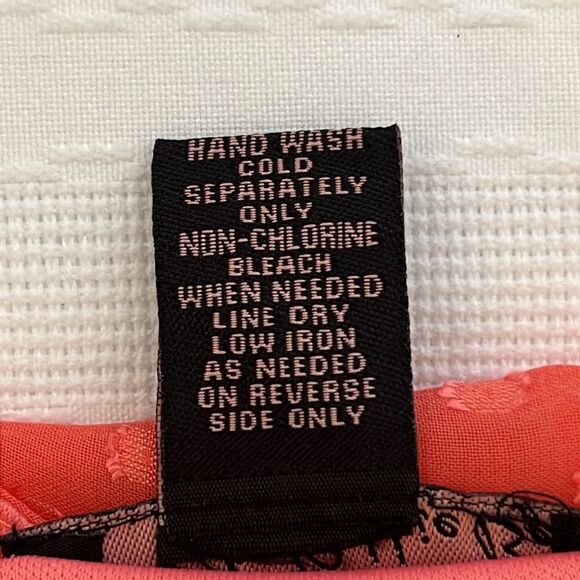 HAND WASH
COLD
SEPARATELY
ONLY
NON-CHLORINE
BLEACH
WHEN NEEDED
LINE DRY
LOW IRON
AS NEEDED
ON REVERSE
SIDE ONLY